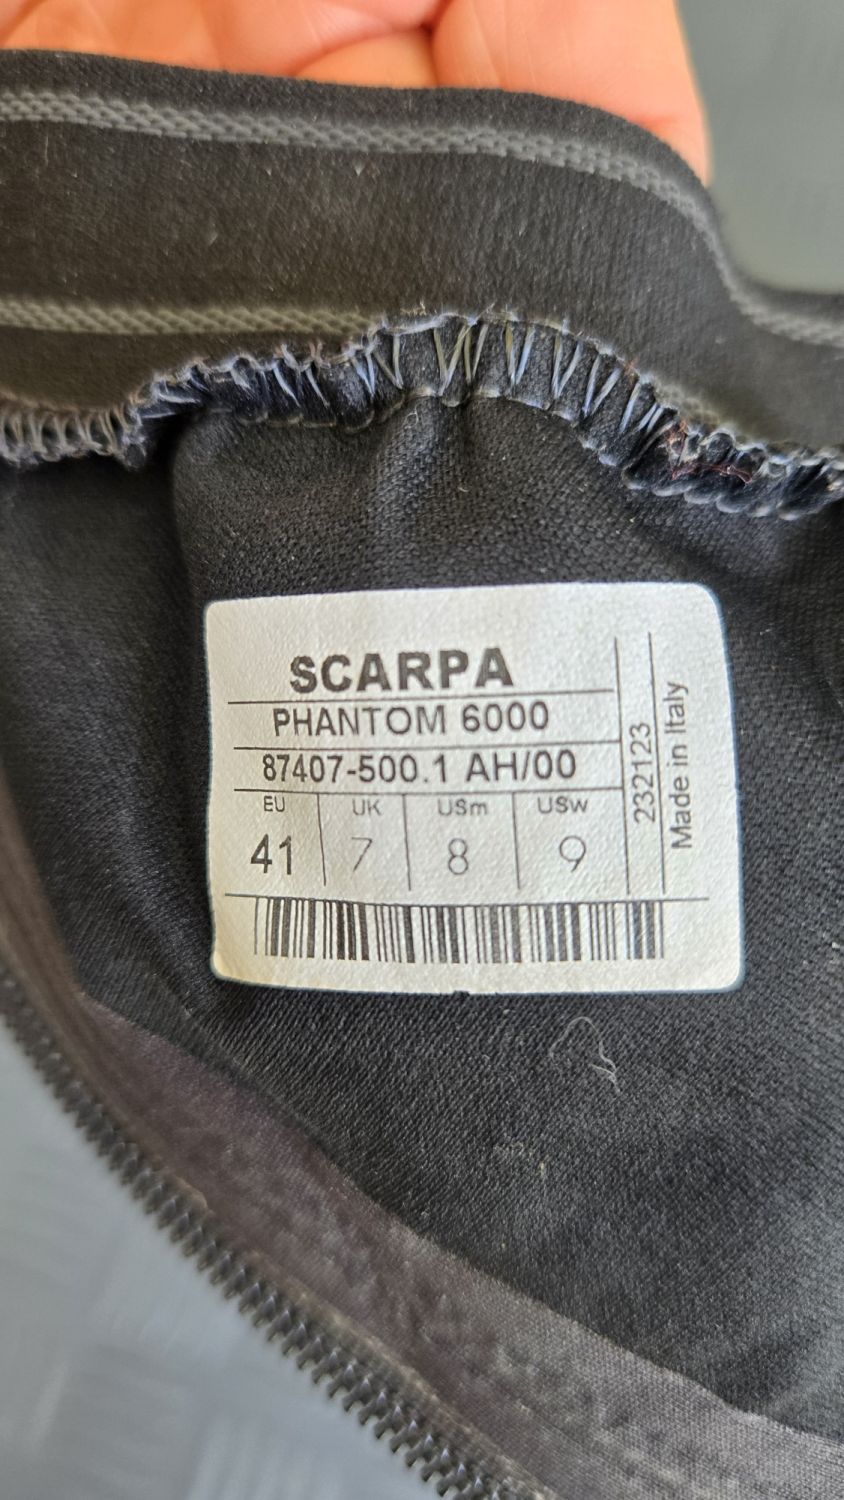 SCARPA
PHANTOM 6000
87407-500.1 AH/00
EU UK USm USw
41 7 8 9
232123
Made in Italy